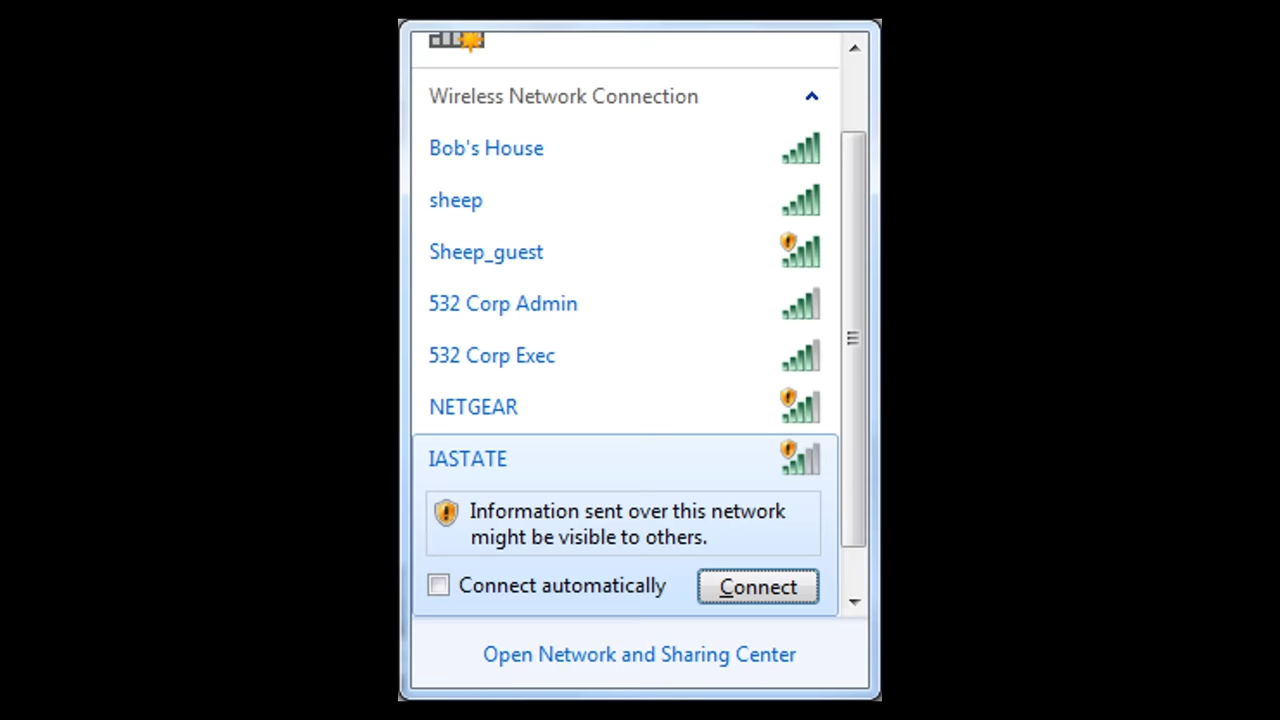 Wireless Network Connection
Bob's House
sheep
Sheep_guest
532 Corp Admin
532 Corp Exec
NETGEAR
IASTATE
Information sent over this network
might be visible to others.
Connect automatically Connect
Open Network and Sharing Center